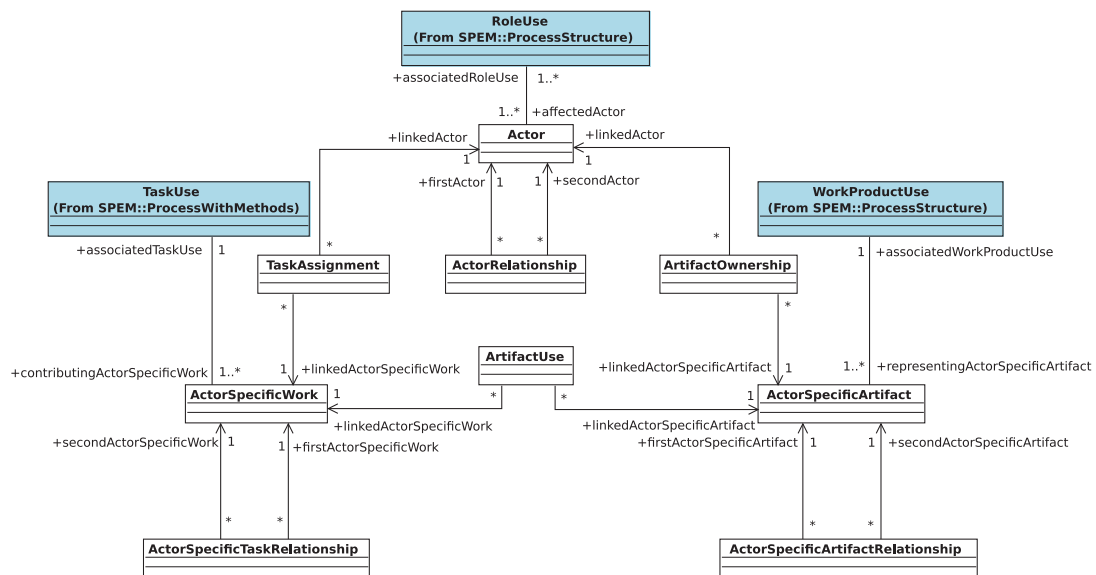 RoleUse
(From SPEM::ProcessStructure)
+associatedRoleUse 1..*
1..* +affectedActor
+linkedActor Actor +linkedActor
1 1
+firstActor 1 1 +secondActor
TaskUse
(From SPEM::ProcessWithMethods)
WorkProductUse
(From SPEM::ProcessStructure)
+associatedTaskUse 1 * * * * 1 +associatedWorkProductUse
TaskAssignment ActorRelationship ArtifactOwnership
* *
+contributingActorSpecificWork 1..* 1 +linkedActorSpecificWork ArtifactUse +linkedActorSpecificArtifact 1 1..* +representingActorSpecificArtifact
ActorSpecificWork 1 * * 1 ActorSpecificArtifact
+linkedActorSpecificWork +linkedActorSpecificArtifact
+secondActorSpecificWork 1 1 +firstActorSpecificWork +firstActorSpecificArtifact 1 1 +secondActorSpecificArtifact
* * * *
ActorSpecificTaskRelationship ActorSpecificArtifactRelationship